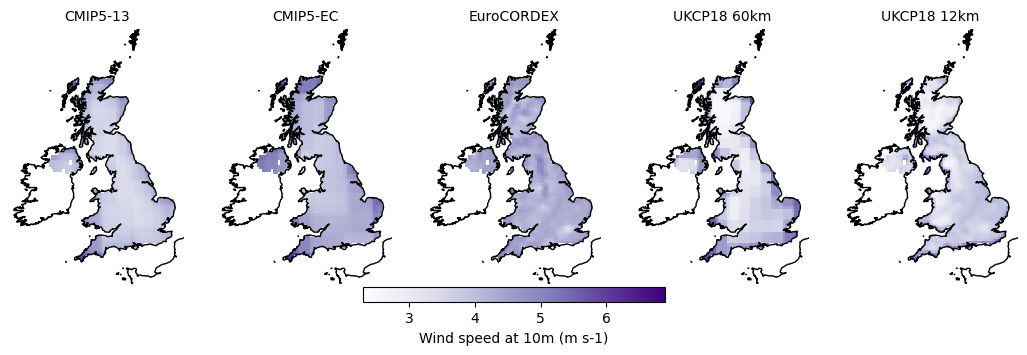 CMIP5-13 CMIP5-EC EuroCORDEX UKCP18 60km UKCP18 12km
3 4 5 6
Wind speed at 10m (m s-1)